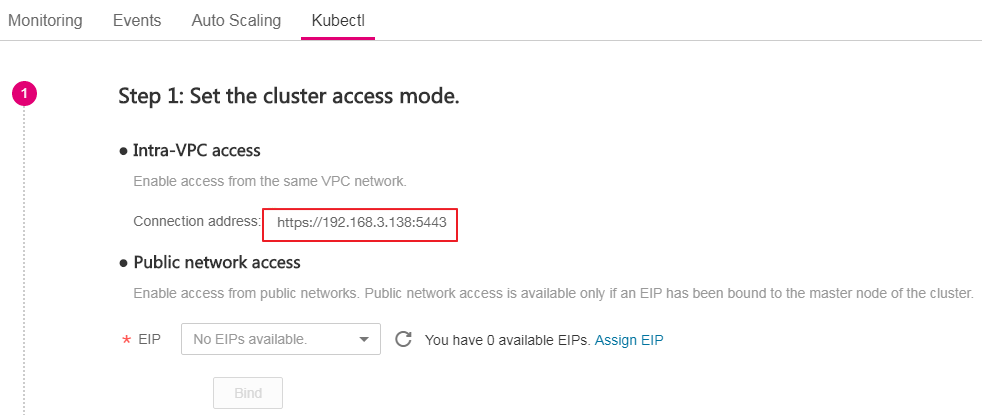 Monitoring Events Auto Scaling Kubectl
1 Step 1: Set the cluster access mode.
● Intra-VPC access
Enable access from the same VPC network.
Connection address: https://192.168.3.138:5443
● Public network access
Enable access from public networks. Public network access is available only if an EIP has been bound to the master node of the cluster.
* EIP No EIPs available. You have 0 available EIPs. Assign EIP
Bind